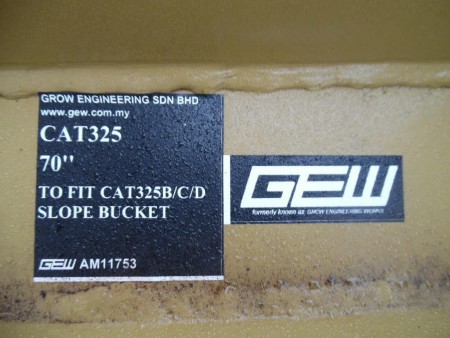 GROW ENGINEERING SDN BHD
www.gew.com.my
CAT325
70"
TO FIT CAT325B/C/D
SLOPE BUCKET
GEW AM11753
GEW
formerly known as GROW ENGINEERING WORKS